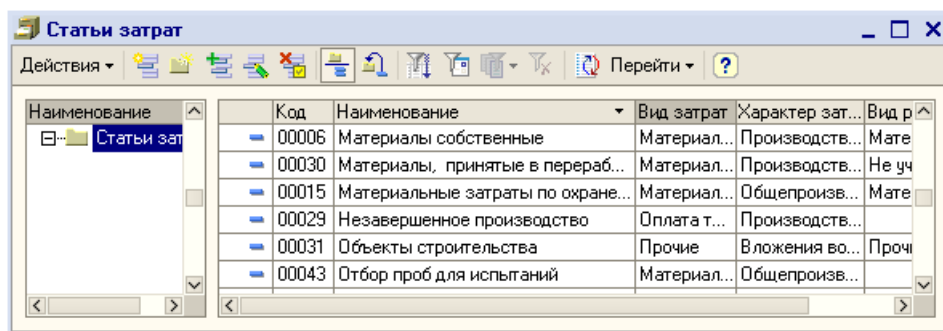 Статьи затрат
Действия Перейти ?
Наименование
Статьи зат
Код Наименование Вид затрат Характер зат... Вид р
00006 Материалы собственные Материал... Производств... Мате
00030 Материалы, принятые в перераб... Материал... Производств... Не уч
00015 Материальные затраты по охране... Материал... Общепроизв... Мате
00029 Незавершенное производство Оплата т... Производств...
00031 Объекты строительства Прочие Вложения во... Проч
00043 Отбор проб для испытаний Материал... Общепроизв...